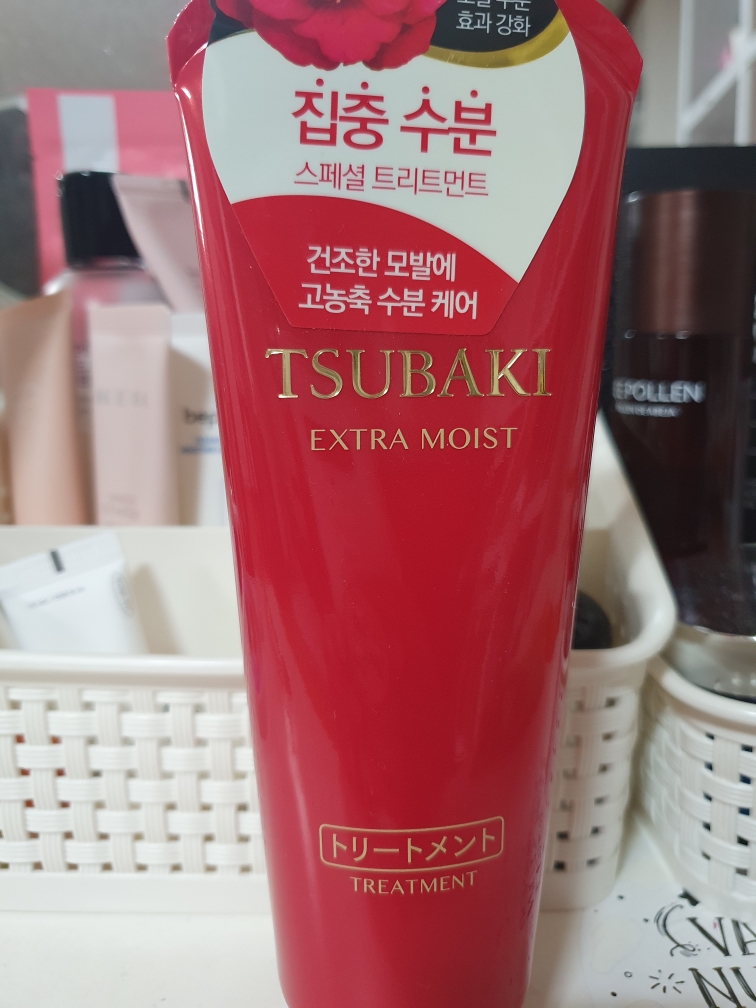 효과 강화
집중 수분
스페셜 트리트먼트
건조한 모발에
고농축 수분 케어
TSUBAKI
EXTRA MOIST
トリートメント
TREATMENT